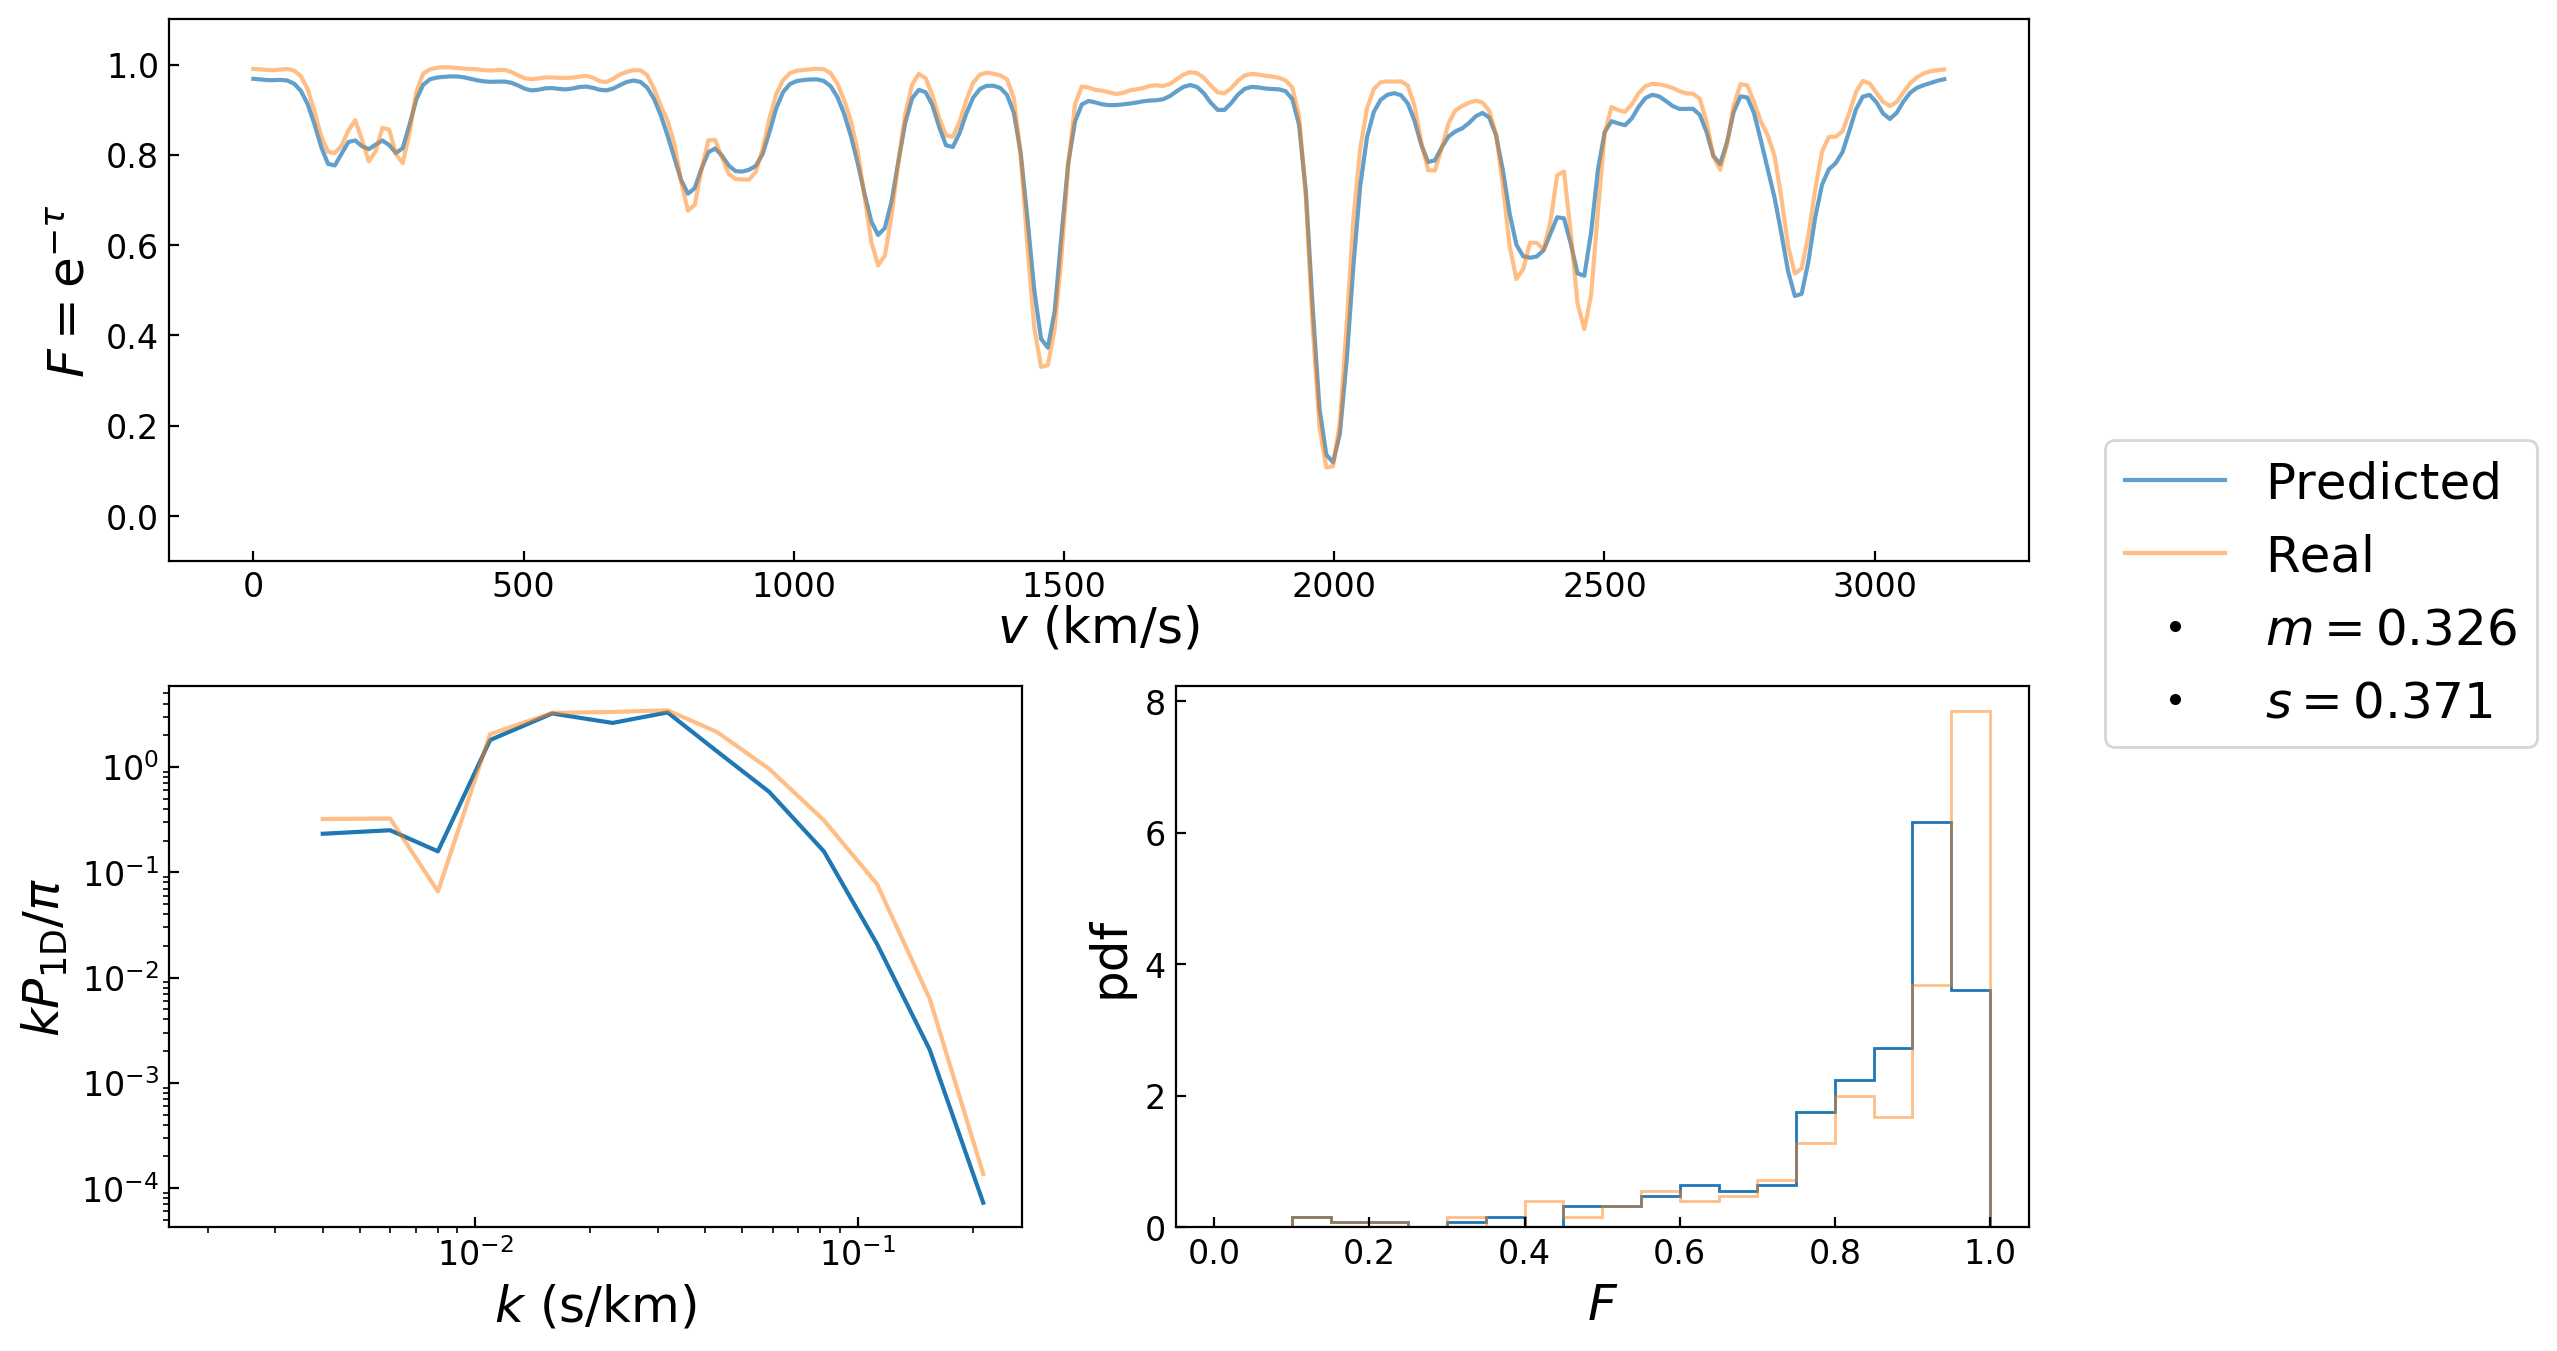 1.0
0.8
0.6
0.4
0.2
0.0
F = e^{−τ}
0 500 1000 1500 2000 2500 3000
v (km/s)
Predicted
Real
m = 0.326
s = 0.371
10^0
10^{−1}
10^{−2}
10^{−3}
10^{−4}
kP_{1D}/π
10^{−2} 10^{−1}
k (s/km)
8
6
4
2
0
pdf
0.0 0.2 0.4 0.6 0.8 1.0
F